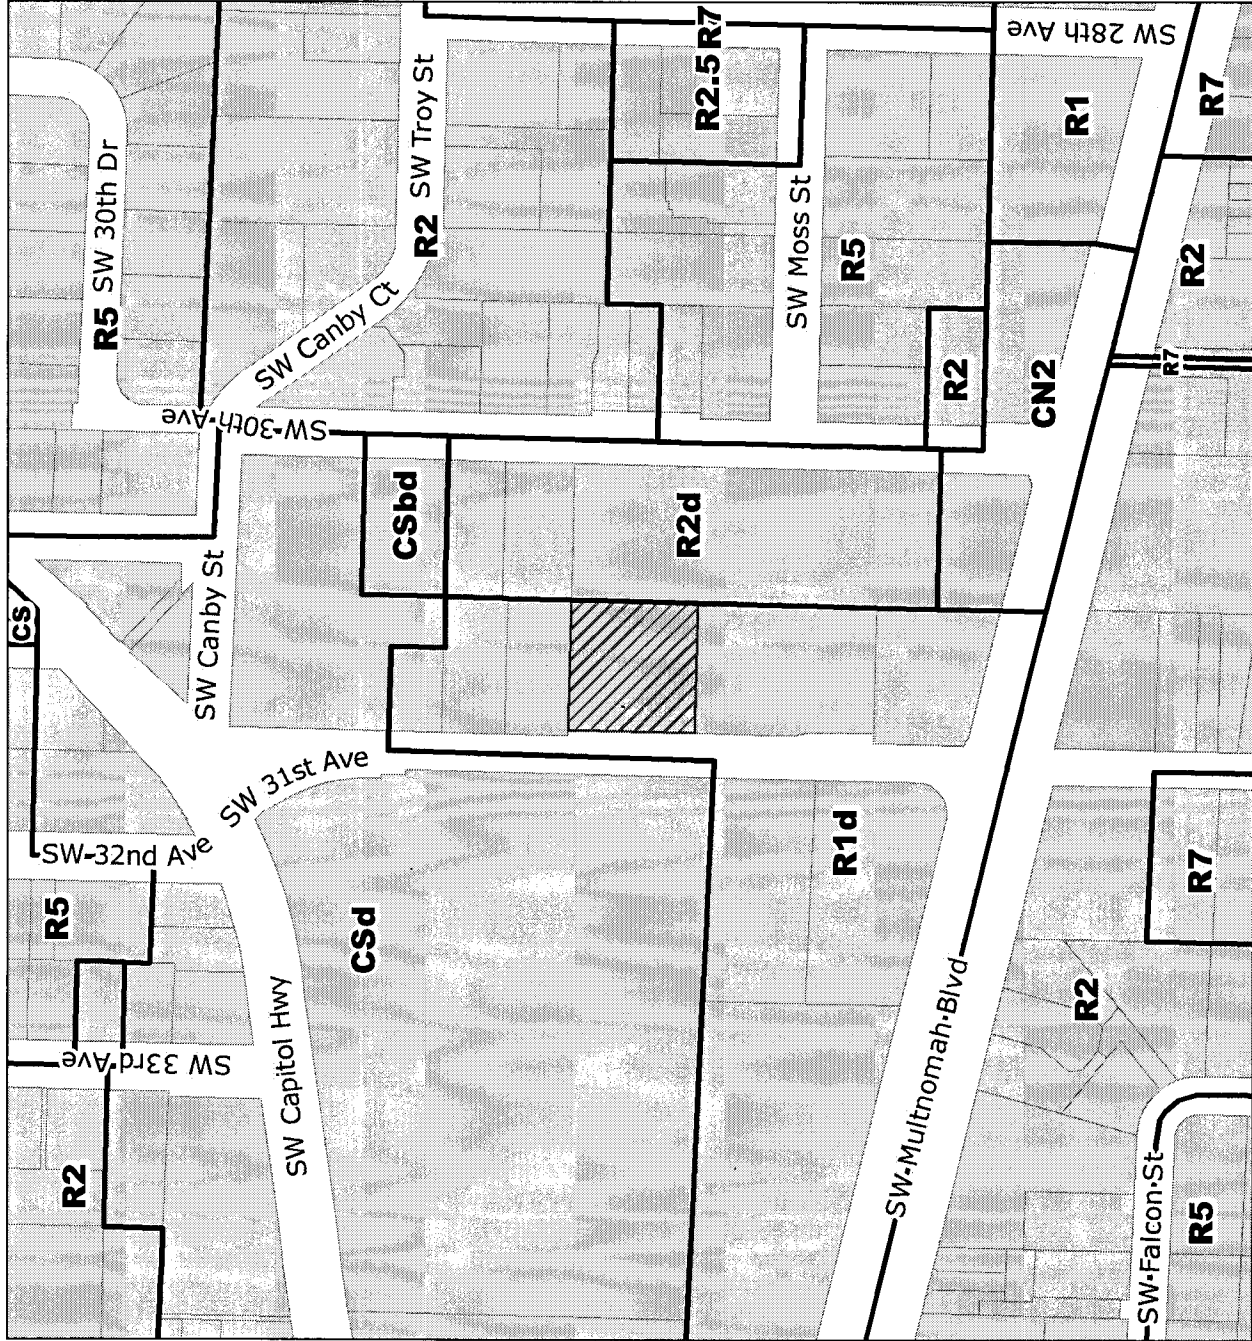 SW 28th Ave
R7
R2.5
R1
R7
SW Troy St
SW 30th Dr
R2
SW Moss St
R5
R2
R5
SW Canby Ct
R2
CN2
R7
SW-30th-Ave
CSbd
R2d
SW Canby St
CS
SW 31st Ave
SW-32nd Ave
R1d
R7
R5
CSd
R2
SW-Multnomah-Blvd
SW 33rd Ave
SW Capitol Hwy
R2
SW-Falcon-St
R5